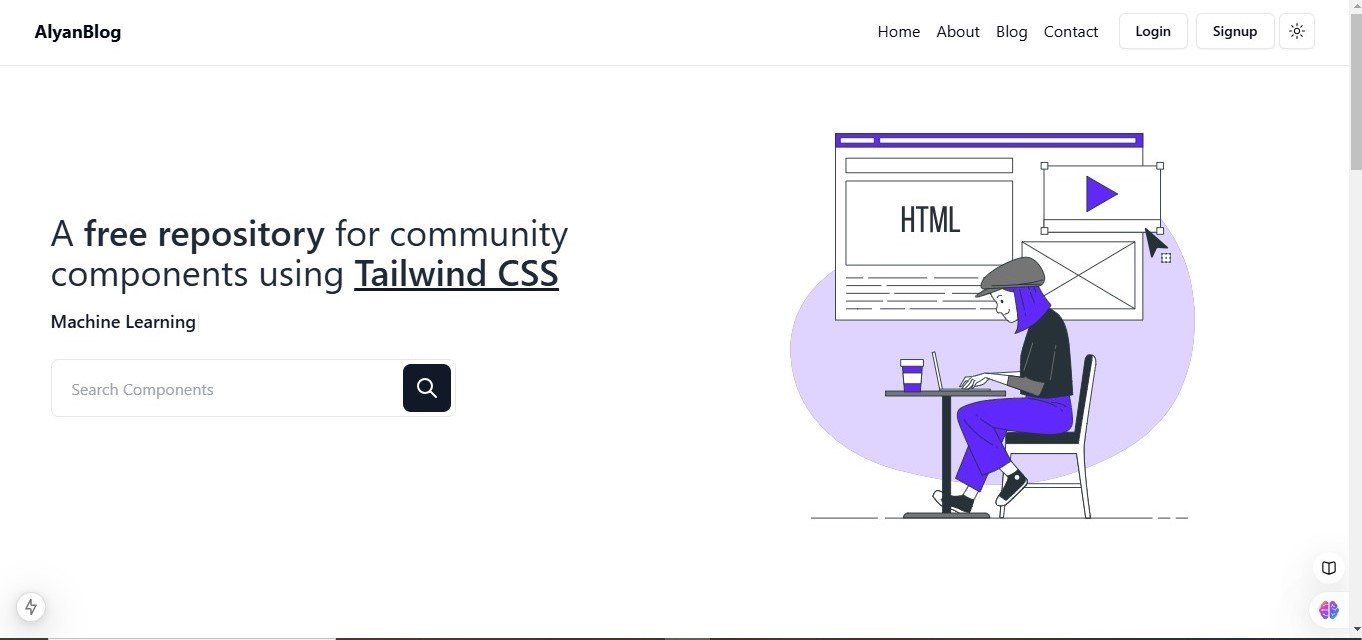 AlyanBlog
Home About Blog Contact Login Signup
A free repository for community
components using Tailwind CSS
Machine Learning
Search Components
HTML